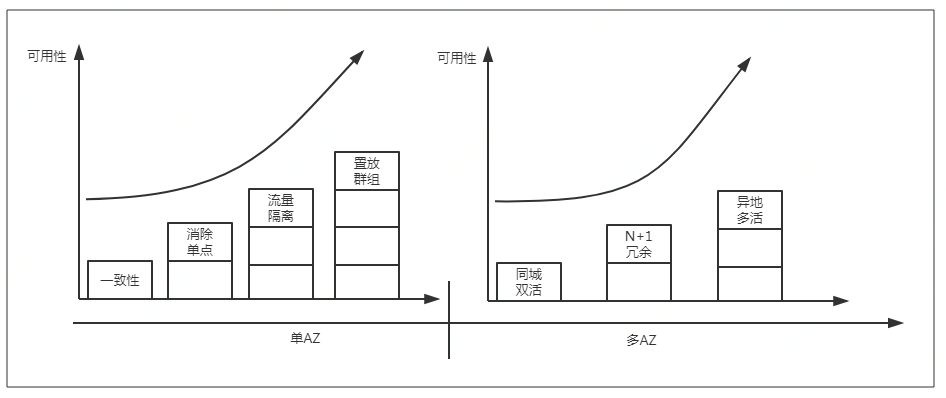 可用性
置放
群组
流量
隔离
消除
单点
一致性
单AZ
可用性
异地
多活
N+1
冗余
同城
双活
多AZ